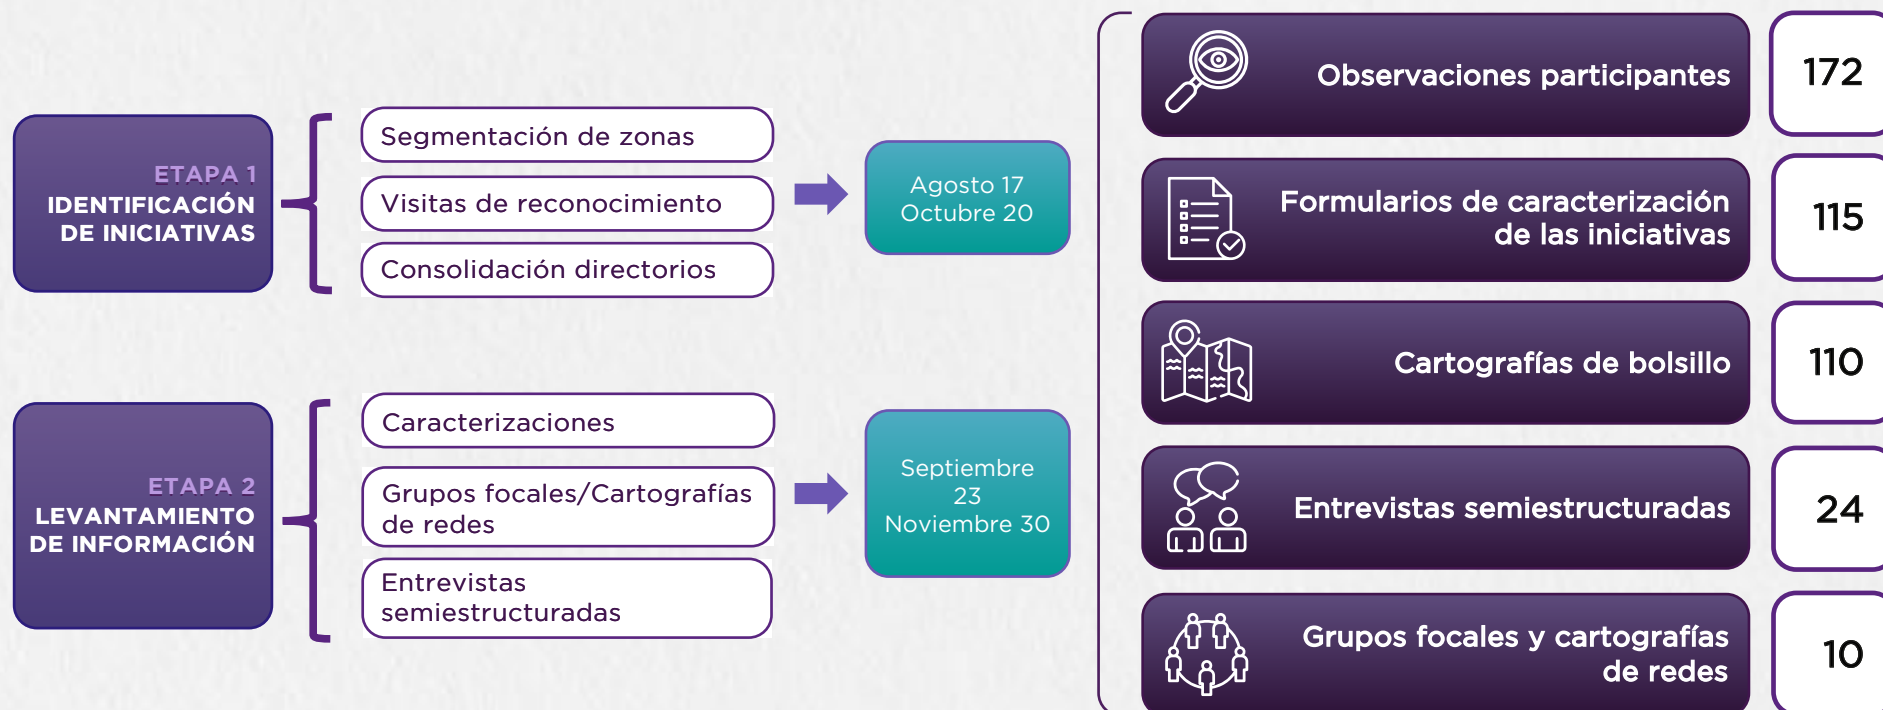 ETAPA 1
IDENTIFICACIÓN
DE INICIATIVAS
Segmentación de zonas
Visitas de reconocimiento
Consolidación directorios
Agosto 17
Octubre 20
ETAPA 2
LEVANTAMIENTO
DE INFORMACIÓN
Caracterizaciones
Grupos focales/Cartografías
de redes
Entrevistas
semiestructuradas
Septiembre
23
Noviembre 30
Observaciones participantes
172
Formularios de caracterización
de las iniciativas
115
Cartografías de bolsillo
110
Entrevistas semiestructuradas
24
Grupos focales y cartografías
de redes
10